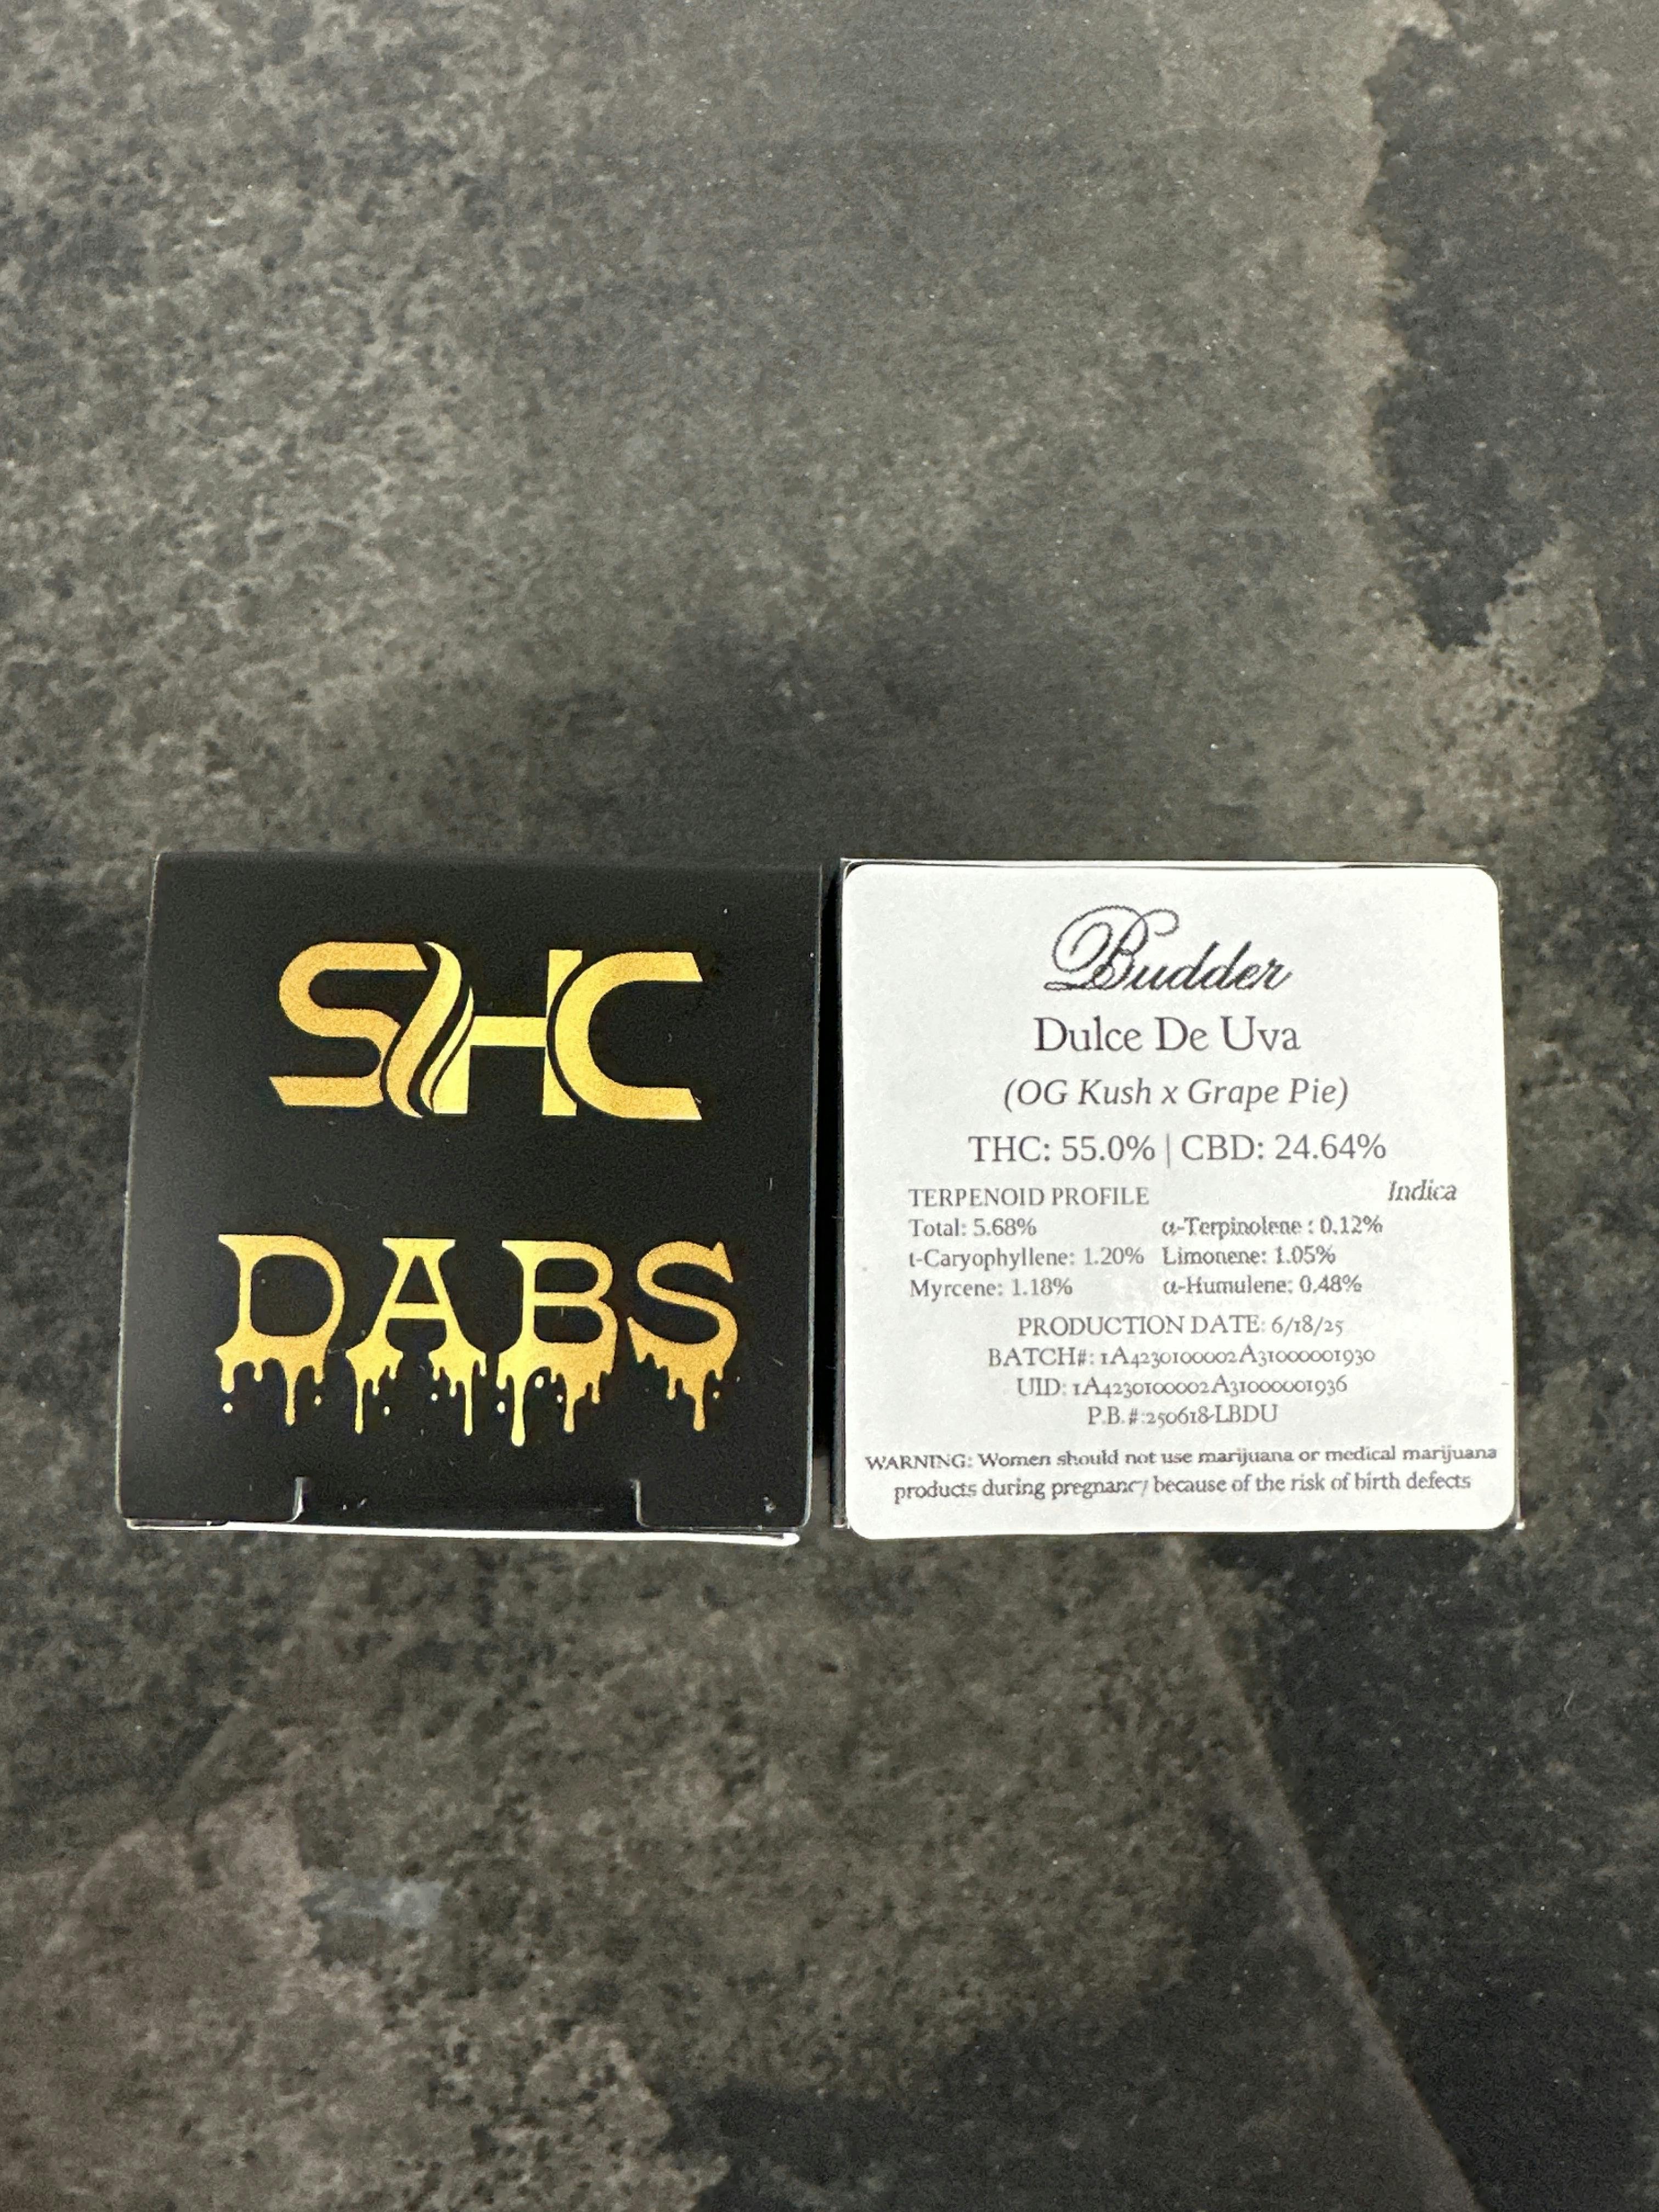 SHC
DABS
Budder
Dulce De Uva
(OG Kush x Grape Pie)
THC: 55.0% | CBD: 24.64%
TERPENOID PROFILE Indica
Total: 5.68% α-Terpinolene : 0.12%
t-Caryophyllene: 1.20% Limonene: 1.05%
Myrcene: 1.18% α-Humulene: 0.48%
PRODUCTION DATE: 6/18/25
BATCH#: 1A4230100002A31000001930
UID: 1A4230100002A31000001936
P.B.#:250618-LBDU
WARNING: Women should not use marijuana or medical marijuana
products during pregnancy because of the risk of birth defects